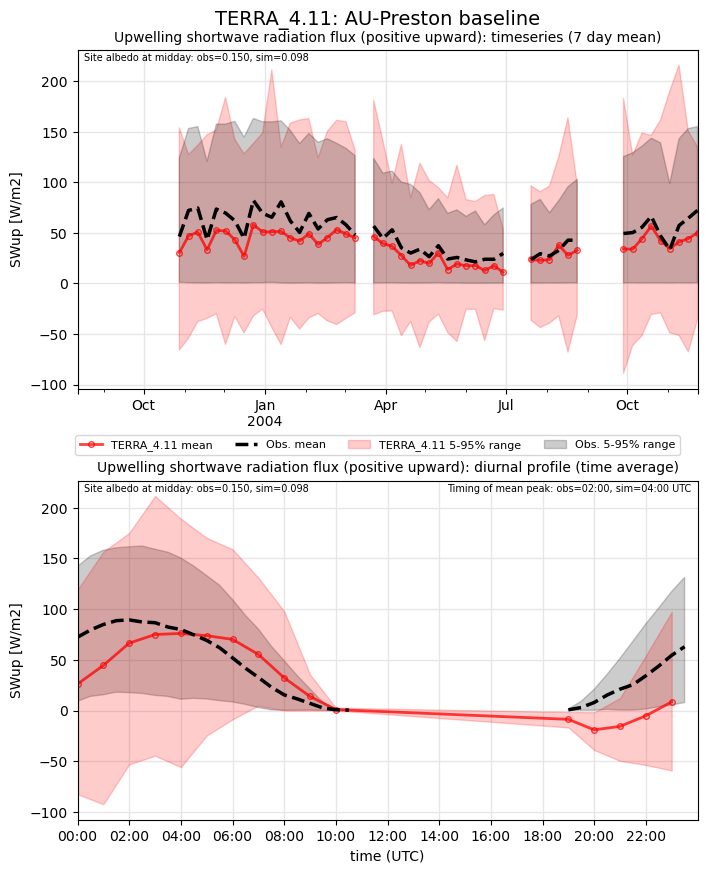 TERRA_4.11: AU-Preston baseline
Upwelling shortwave radiation flux (positive upward): timeseries (7 day mean)
Site albedo at midday: obs=0.150, sim=0.098
200
150
100
50
0
−50
−100
SWup [W/m2]
Oct Jan Apr Jul Oct
2004
TERRA_4.11 mean Obs. mean TERRA_4.11 5-95% range Obs. 5-95% range
Upwelling shortwave radiation flux (positive upward): diurnal profile (time average)
Site albedo at midday: obs=0.150, sim=0.098 Timing of mean peak: obs=02:00, sim=04:00 UTC
200
150
100
50
0
−50
−100
SWup [W/m2]
00:00 02:00 04:00 06:00 08:00 10:00 12:00 14:00 16:00 18:00 20:00 22:00
time (UTC)